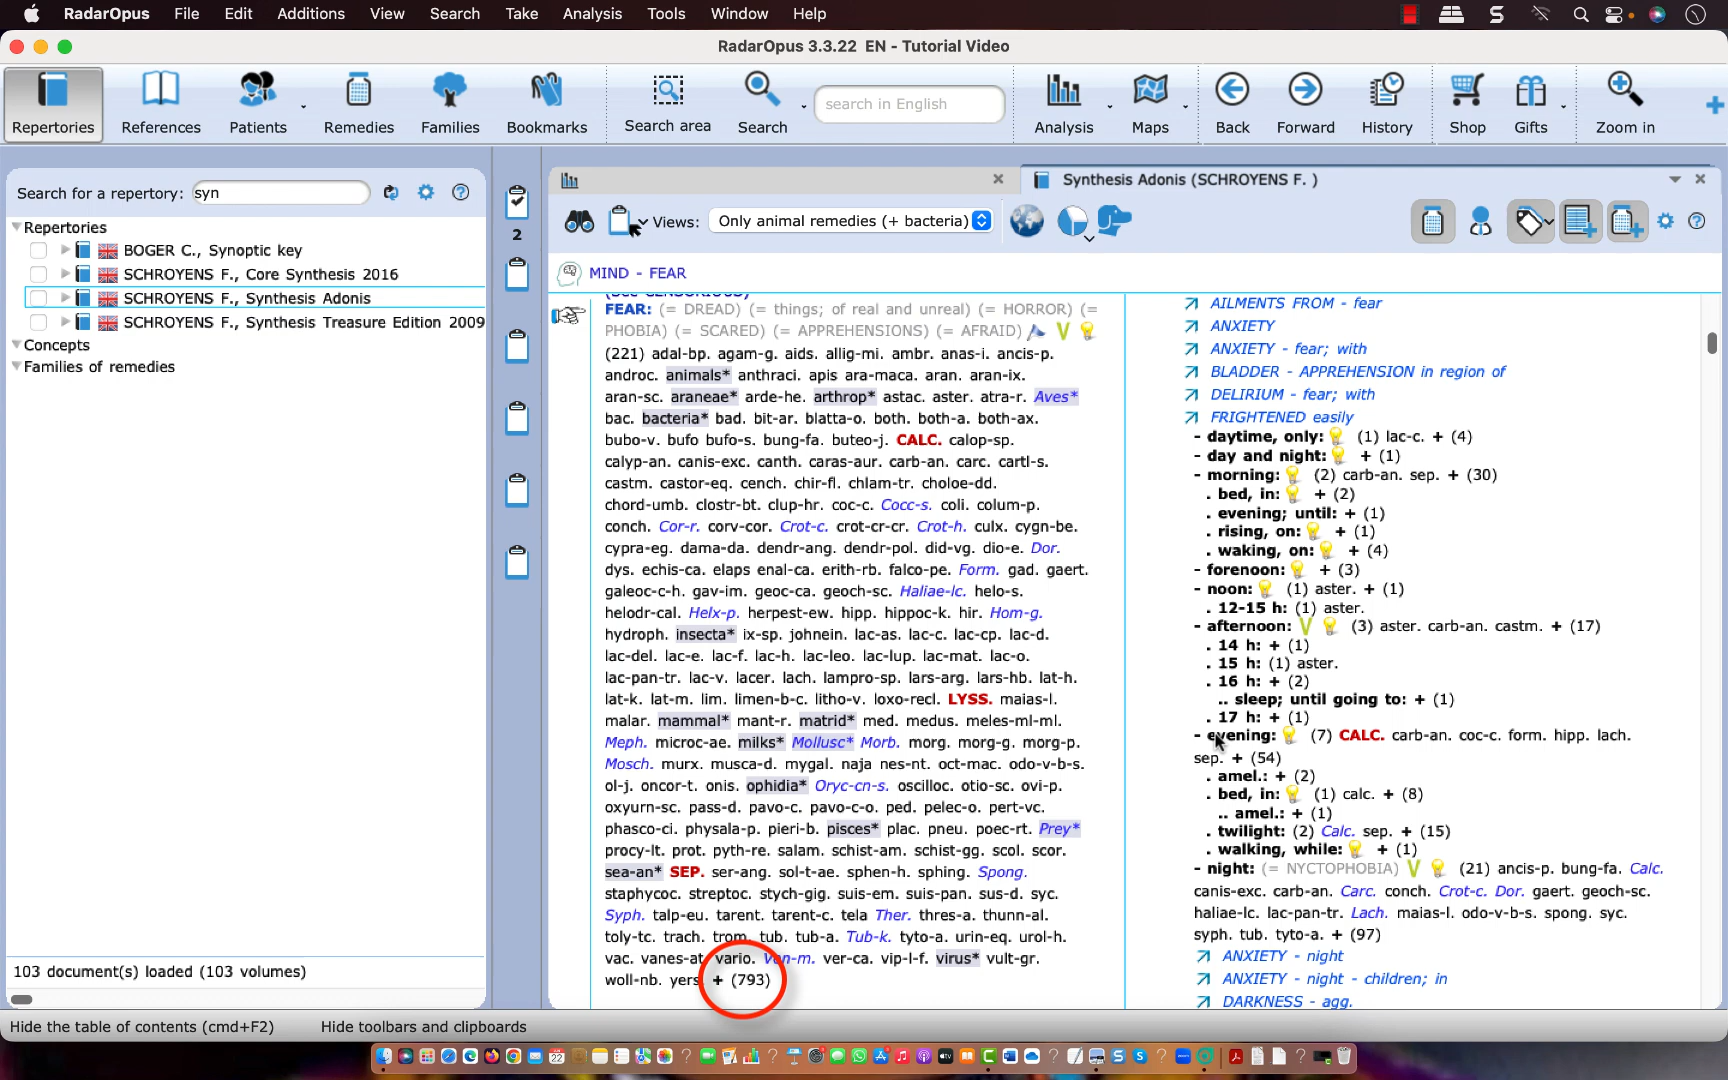 RadarOpus File Edit Additions View Search Take Analysis Tools Window Help
RadarOpus 3.3.22 EN - Tutorial Video
Repertories References Patients Remedies Families Bookmarks Search area Search search in English Analysis Maps Back Forward History Shop Gifts Zoom in
Search for a repertory: syn
Repertories
BOGER C., Synoptic key
SCHROYENS F., Core Synthesis 2016
SCHROYENS F., Synthesis Adonis
SCHROYENS F., Synthesis Treasure Edition 2009
Concepts
Families of remedies
103 document(s) loaded (103 volumes)
2
Synthesis Adonis (SCHROYENS F. )
Views: Only animal remedies (+ bacteria)
MIND - FEAR
FEAR: (= DREAD) (= things; of real and unreal) (= HORROR) (=
PHOBIA) (= SCARED) (= APPREHENSIONS) (= AFRAID) V
(221) adal-bp. agam-g. aids. allig-mi. ambr. anas-i. ancis-p.
androc. animals* anthraci. apis ara-maca. aran. aran-ix.
aran-sc. araneae* arde-he. arthrop* astac. aster. atra-r. Aves*
bac. bacteria* bad. bit-ar. blatta-o. both. both-a. both-ax.
bubo-v. bufo bufo-s. bung-fa. buteo-j. CALC. calop-sp.
calyp-an. canis-exc. canth. caras-aur. carb-an. carc. cartl-s.
castm. castor-eq. cench. chir-fl. chlam-tr. choloe-dd.
chord-umb. clostr-bt. clup-hr. coc-c. Cocc-s. coli. colum-p.
conch. Cor-r. corv-cor. Crot-c. crot-cr-cr. Crot-h. culx. cygn-be.
cypra-eg. dama-da. dendr-ang. dendr-pol. did-vg. dio-e. Dor.
dys. echis-ca. elaps enal-ca. erith-rb. falco-pe. Form. gad. gaert.
galeoc-c-h. gav-im. geoc-ca. geoch-sc. Haliae-lc. helo-s.
helodr-cal. Helx-p. herpest-ew. hipp. hippoc-k. hir. Hom-g.
hydroph. insecta* ix-sp. johnein. lac-as. lac-c. lac-cp. lac-d.
lac-del. lac-e. lac-f. lac-h. lac-leo. lac-lup. lac-mat. lac-o.
lac-pan-tr. lac-v. lacer. lach. lampro-sp. lars-arg. lars-hb. lat-h.
lat-k. lat-m. lim. limen-b-c. litho-v. loxo-recl. LYSS. maias-l.
malar. mammal* mant-r. matrid* med. medus. meles-ml-ml.
Meph. microc-ae. milks* Mollusc* Morb. morg. morg-g. morg-p.
Mosch. murx. musca-d. mygal. naja nes-nt. oct-mac. odo-v-b-s.
ol-j. oncor-t. onis. ophidia* Oryc-cn-s. oscilloc. otio-sc. ovi-p.
oxyurn-sc. pass-d. pavo-c. pavo-c-o. ped. pelec-o. pert-vc.
phasco-ci. physala-p. pieri-b. pisces* plac. pneu. poec-rt. Prey*
procy-lt. prot. pyth-re. salam. schist-am. schist-gg. scol. scor.
sea-an* SEP. ser-ang. sol-t-ae. sphen-h. sphing. Spong.
staphycoc. streptoc. stych-gig. suis-em. suis-pan. sus-d. syc.
Syph. talp-eu. tarent. tarent-c. tela Ther. thres-a. thunn-al.
toly-tc. trach. trom. tub. tub-a. Tub-k. tyto-a. urin-eq. urol-h.
vac. vanes-at. vario. ver-ca. vip-l-f. virus* vult-gr.
woll-nb. yers. + (793)
AILMENTS FROM - fear
ANXIETY
ANXIETY - fear; with
BLADDER - APPREHENSION in region of
DELIRIUM - fear; with
FRIGHTENED easily
- daytime, only: (1) lac-c. + (4)
- day and night: + (1)
- morning: (2) carb-an. sep. + (30)
. bed, in: + (2)
. evening; until: + (1)
. rising, on: + (1)
. waking, on: + (4)
- forenoon: + (3)
- noon: (1) aster. + (1)
. 12-15 h: (1) aster.
- afternoon: V (3) aster. carb-an. castm. + (17)
. 14 h: + (1)
. 15 h: (1) aster.
. 16 h: + (2)
.. sleep; until going to: + (1)
. 17 h: + (1)
- evening: (7) CALC. carb-an. coc-c. form. hipp. lach.
sep. + (54)
. amel.: + (2)
. bed, in: (1) calc. + (8)
.. amel.: + (1)
. twilight: (2) Calc. sep. + (15)
. walking, while: + (1)
- night: (= NYCTOPHOBIA) V (21) ancis-p. bung-fa. Calc.
canis-exc. carb-an. Carc. conch. Crot-c. Dor. gaert. geoch-sc.
haliae-lc. lac-pan-tr. Lach. maias-l. odo-v-b-s. spong. syc.
syph. tub. tyto-a. + (97)
ANXIETY - night
ANXIETY - night - children; in
DARKNESS - agg.
Hide the table of contents (cmd+F2) Hide toolbars and clipboards